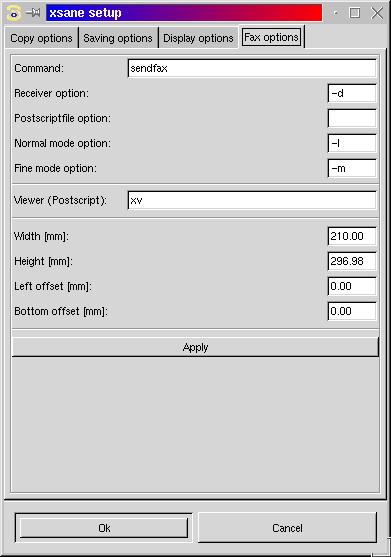 xsane setup
Copy options Saving options Display options Fax options
Command: sendfax
Receiver option: -d
Postscriptfile option:
Normal mode option: -l
Fine mode option: -m
Viewer (Postscript): xv
Width [mm]: 210.00
Height [mm]: 296.98
Left offset [mm]: 0.00
Bottom offset [mm]: 0.00
Apply
Ok Cancel